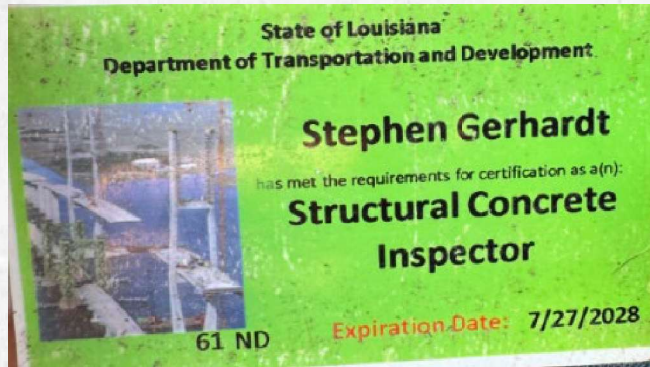 State of Louisiana
Department of Transportation and Development
Stephen Gerhardt
has met the requirements for certification as a(n):
Structural Concrete
Inspector
Expiration Date: 7/27/2028
61 ND